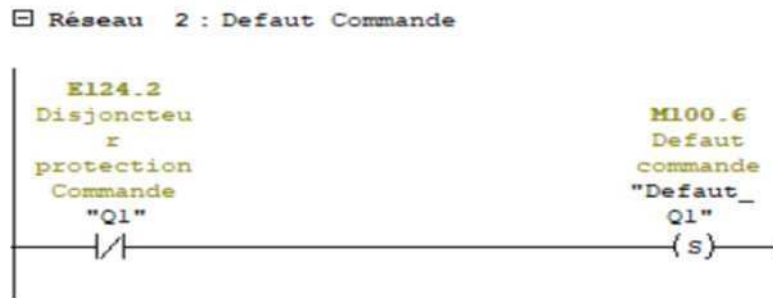 Réseau 2 : Defaut Commande
E124.2
Disjoncteu
r
protection
Commande
"Q1"
M100.6
Defaut
commande
"Defaut_
Q1"
S